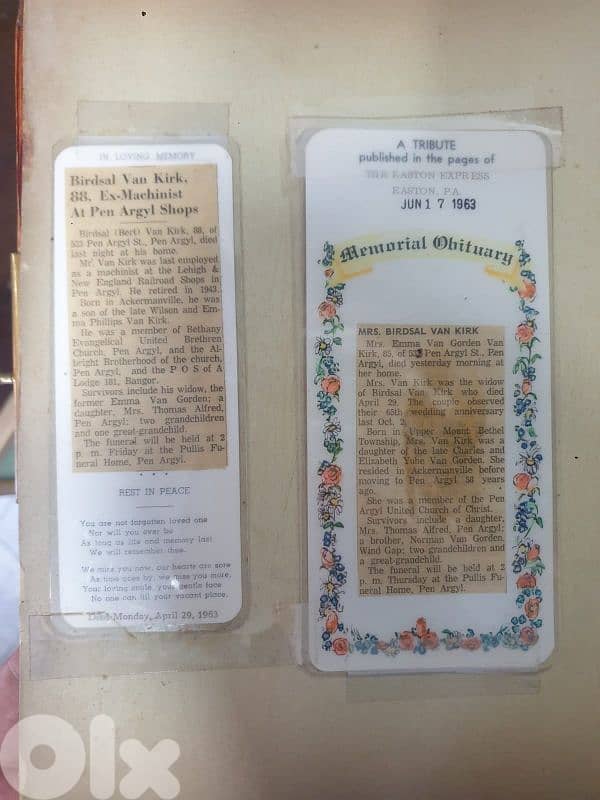 IN LOVING MEMORY
Birdsal Van Kirk,
88, Ex-Machinist
At Pen Argyl Shops
Birdsal (Bert) Van Kirk, 88, of
533 Pen Argyl St., Pen Argyl, died
last night at his home.
Mr. Van Kirk was last employed
as a machinist at the Lehigh &
New England Railroad Shops in
Pen Argyl. He retired in 1943.
Born in Ackermanville, he was
a son of the late Wilson and Em-
ma Phillips Van Kirk.
He was a member of Bethany
Evangelical United Brethren
Church, Pen Argyl, and the Al-
bright Brotherhood of the church,
Pen Argyl, and the P O S of A
Lodge 181, Bangor.
Survivors include his widow, the
former Emma Van Gorden; a
daughter, Mrs. Thomas Alfred,
Pen Argyl; two grandchildren
and one great-grandchild.
The funeral will be held at 2
p. m. Friday at the Pullis Fu-
neral Home, Pen Argyl.
REST IN PEACE
You are not forgotten loved one
Nor will you ever be
As long as life and memory last
We will remember thee.
We miss you now, our hearts are sore
As time goes by, we miss you more,
Your loving smile, your gentle face
No one can fill your vacant place.
Died Monday, April 29, 1963
A TRIBUTE
published in the pages of
THE EASTON EXPRESS
EASTON, PA.
JUN 17 1963
Memorial Obituary
MRS. BIRDSAL VAN KIRK
Mrs. Emma Van Gorden Van
Kirk, 85, of 533 Pen Argyl St., Pen
Argyl, died yesterday morning at
her home.
Mrs. Van Kirk was the widow
of Birdsal Van Kirk who died
April 29. The couple observed
their 65th wedding anniversary
last Oct. 2.
Born in Upper Mount Bethel
Township, Mrs. Van Kirk was a
daughter of the late Charles and
Elizabeth Yuhe Van Gorden. She
resided in Ackermanville before
moving to Pen Argyl 58 years
ago.
She was a member of the Pen
Argyl United Church of Christ.
Survivors include a daughter,
Mrs. Thomas Alfred, Pen Argyl;
a brother, Norman Van Gorden,
Wind Gap; two grandchildren and
a great-grandchild.
The funeral will be held at 2
p. m. Thursday at the Pullis Fu-
neral Home, Pen Argyl.
Olx